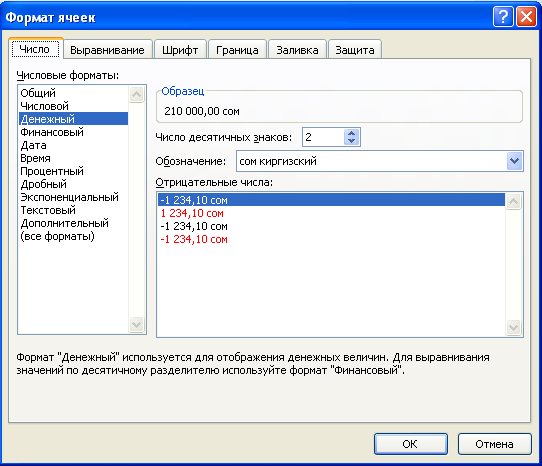 Формат ячеек
Число
Выравнивание
Шрифт
Граница
Заливка
Защита
Числовые форматы:
Общий
Числовой
Денежный
Финансовый
Дата
Время
Процентный
Дробный
Экспоненциальный
Текстовый
Дополнительный
(все форматы)
Образец
210 000,00 сом
Число десятичных знаков: 2
Обозначение: сом киргизский
Отрицательные числа:
-1 234,10 сом
1 234,10 сом
-1 234,10 сом
-1 234,10 сом
Формат "Денежный" используется для отображения денежных величин. Для выравнивания
значений по десятичному разделителю используйте формат "Финансовый".
ОК
Отмена